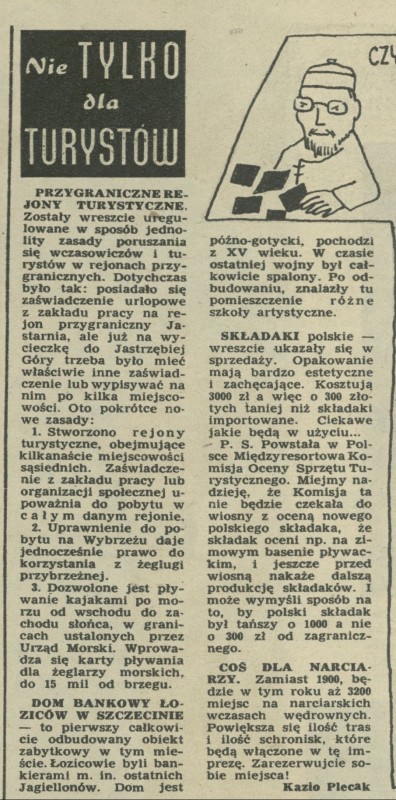 Nie TYLKO
dla
TURYSTÓW
PRZYGRANICZNE RE-
JONY TURYSTYCZNE.
Zostały wreszcie uregu-
lowane w sposób jedno-
lity zasady poruszania
się wczasowiczów i tu-
rystów w rejonach przy-
granicznych. Dotychczas
było tak: posiadało się
zaświadczenie urlopowe
z zakładu pracy na re-
jon przygraniczny Ja-
starnia, ale już na wy-
cieczkę do Jastrzębiej
Góry trzeba było mieć
właściwie inne zaświad-
czenie lub wypisywać na
nim po kilka miejsco-
wości. Oto pokrótce no-
we zasady:
1. Stworzono rejony
turystyczne, obejmujące
kilkanaście miejscowości
sąsiednich. Zaświadcze-
nie z zakładu pracy lub
organizacji społecznej u-
poważnia do pobytu w
całym danym rejonie.
2. Uprawnienie do po-
bytu na Wybrzeżu daje
jednocześnie prawo do
korzystania z żeglugi
przybrzeżnej.
3. Dozwolone jest pły-
wanie kajakami po mo-
rzu od wschodu do za-
chodu słońca, w grani-
cach ustalonych przez
Urząd Morski. Wprowa-
dza się karty pływania
dla żeglarzy morskich,
do 15 mil od brzegu.
DOM BANKOWY ŁO-
ZICÓW W SZCZECINIE
— to pierwszy całkowi-
cie odbudowany obiekt
zabytkowy w tym mie-
ście. Łozicowie byli ban-
kierami m. in. ostatnich
Jagiellonów. Dom jest
CZY
późno-gotycki, pochodzi
z XV wieku. W czasie
ostatniej wojny był cał-
kowicie spalony. Po od-
budowaniu, znalazły tu
pomieszczenie różne
szkoły artystyczne.
SKŁADAKI polskie —
wreszcie ukazały się w
sprzedaży. Opakowanie
mają bardzo estetyczne
i zachęcające. Kosztują
3000 zł a więc o 300 zło-
tych taniej niż składaki
importowane. Ciekawe
jakie będą w użyciu...
P. S. Powstała w Pol-
sce Międzyresortowa Ko-
misja Oceny Sprzętu Tu-
rystycznego. Miejmy na-
dzieję, że Komisja ta
nie będzie czekała do
wiosny z oceną nowego
polskiego składaka, że
składak oceni np. na zi-
mowym basenie pływac-
kim, i jeszcze przed
wiosną nakaże dalszą
produkcję składaków. I
może wymyśli sposób na
to, by polski składak
był tańszy o 1000 a nie
o 300 zł od zagranicz-
nego.
COŚ DLA NARCIA-
RZY. Zamiast 1900, bę-
dzie w tym roku aż 3200
miejsc na narciarskich
wczasach wędrownych.
Powiększa się ilość tras
i ilość schronisk, które
będą włączone w tę im-
prezę. Zarezerwujcie so-
bie miejsca!
Kazio Plecak